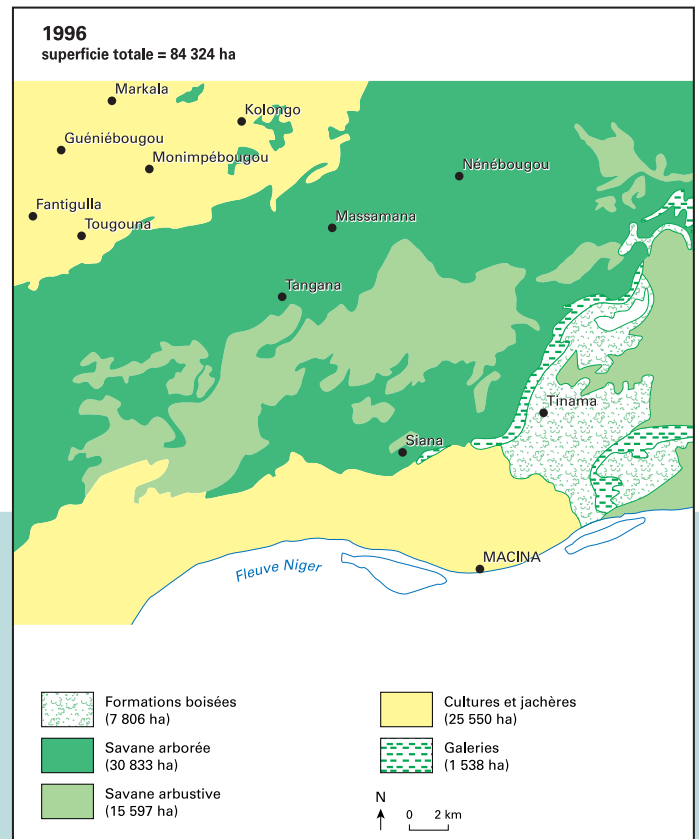 1996
superficie totale = 84 324 ha
Markala
Kolongo
Guéniébougou
Monimpébougou
Nénébougou
Fantigulla
Massamana
Tougouna
Tangana
Tinama
Siana
MACINA
Fleuve Niger
Formations boisées
(7 806 ha)
Savane arborée
(30 833 ha)
Savane arbustive
(15 597 ha)
Cultures et jachères
(25 550 ha)
Galeries
(1 538 ha)
N
0 2 km